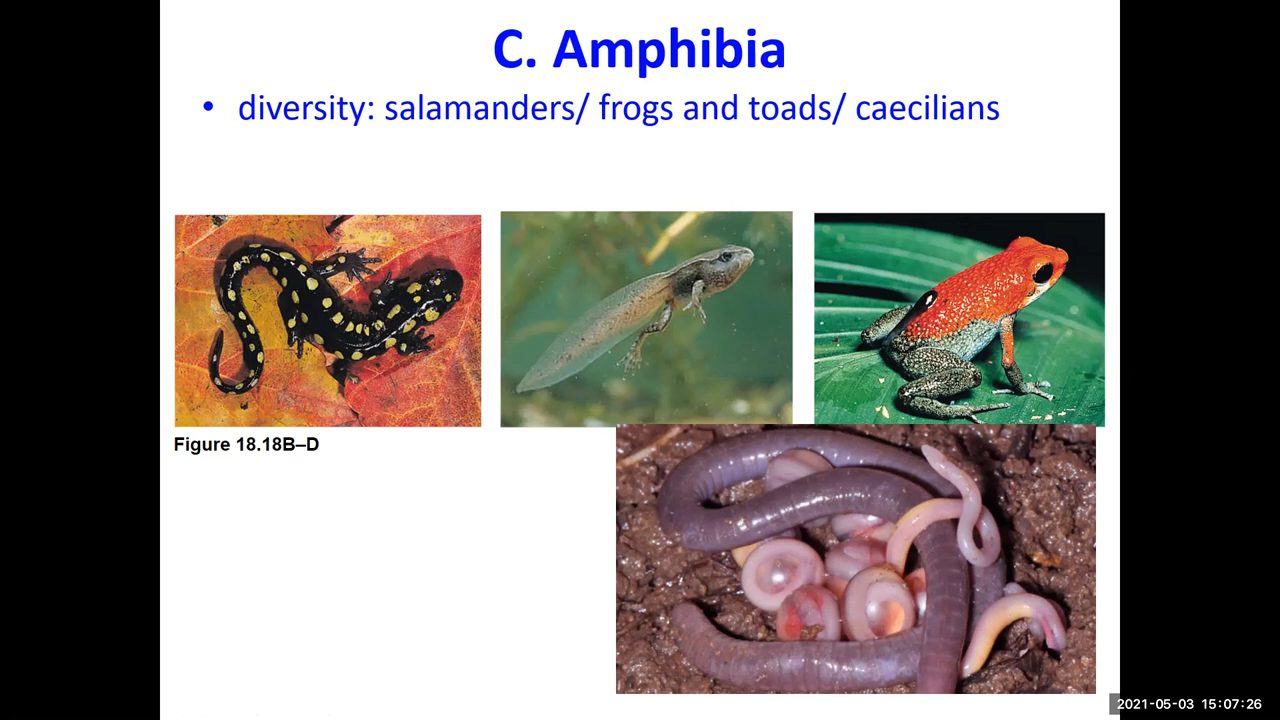 C. Amphibia
• diversity: salamanders/ frogs and toads/ caecilians
Figure 18.18B–D
2021-05-03 15:07:26